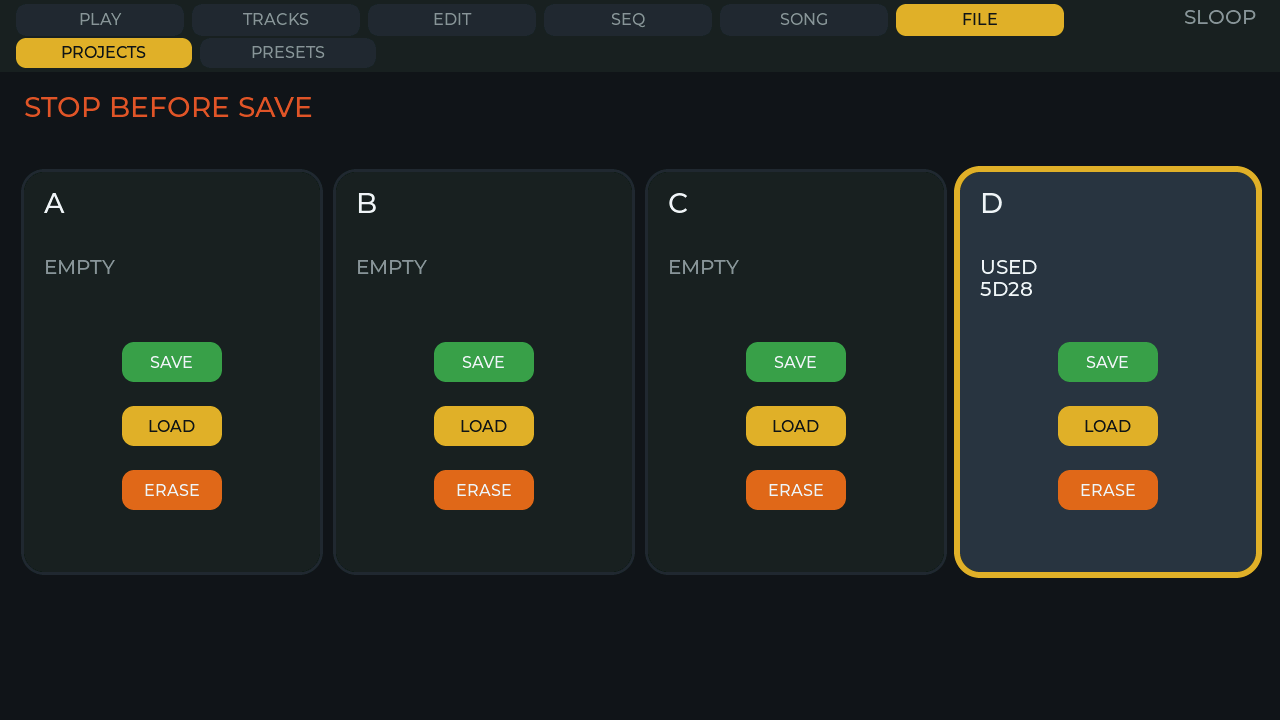 PLAY TRACKS EDIT SEQ SONG FILE SLOOP
PROJECTS PRESETS
STOP BEFORE SAVE
A B C D
EMPTY EMPTY EMPTY USED
5D28
SAVE SAVE SAVE SAVE
LOAD LOAD LOAD LOAD
ERASE ERASE ERASE ERASE